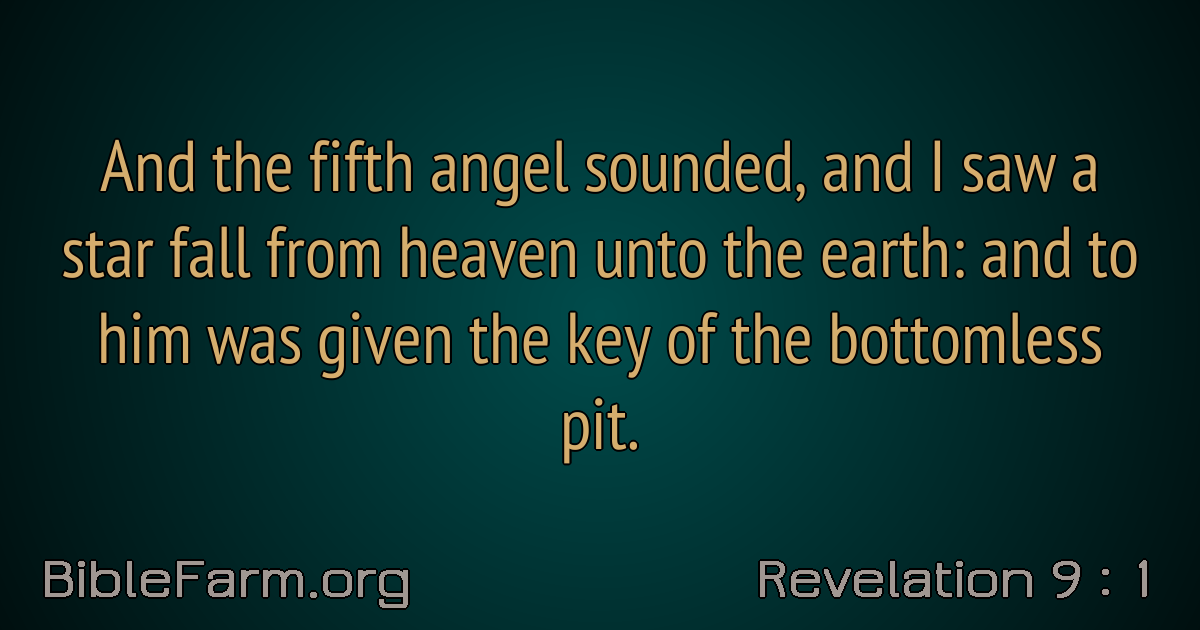 And the fifth angel sounded, and I saw a
star fall from heaven unto the earth: and to
him was given the key of the bottomless
pit.
BibleFarm.org
Revelation 9 : 1